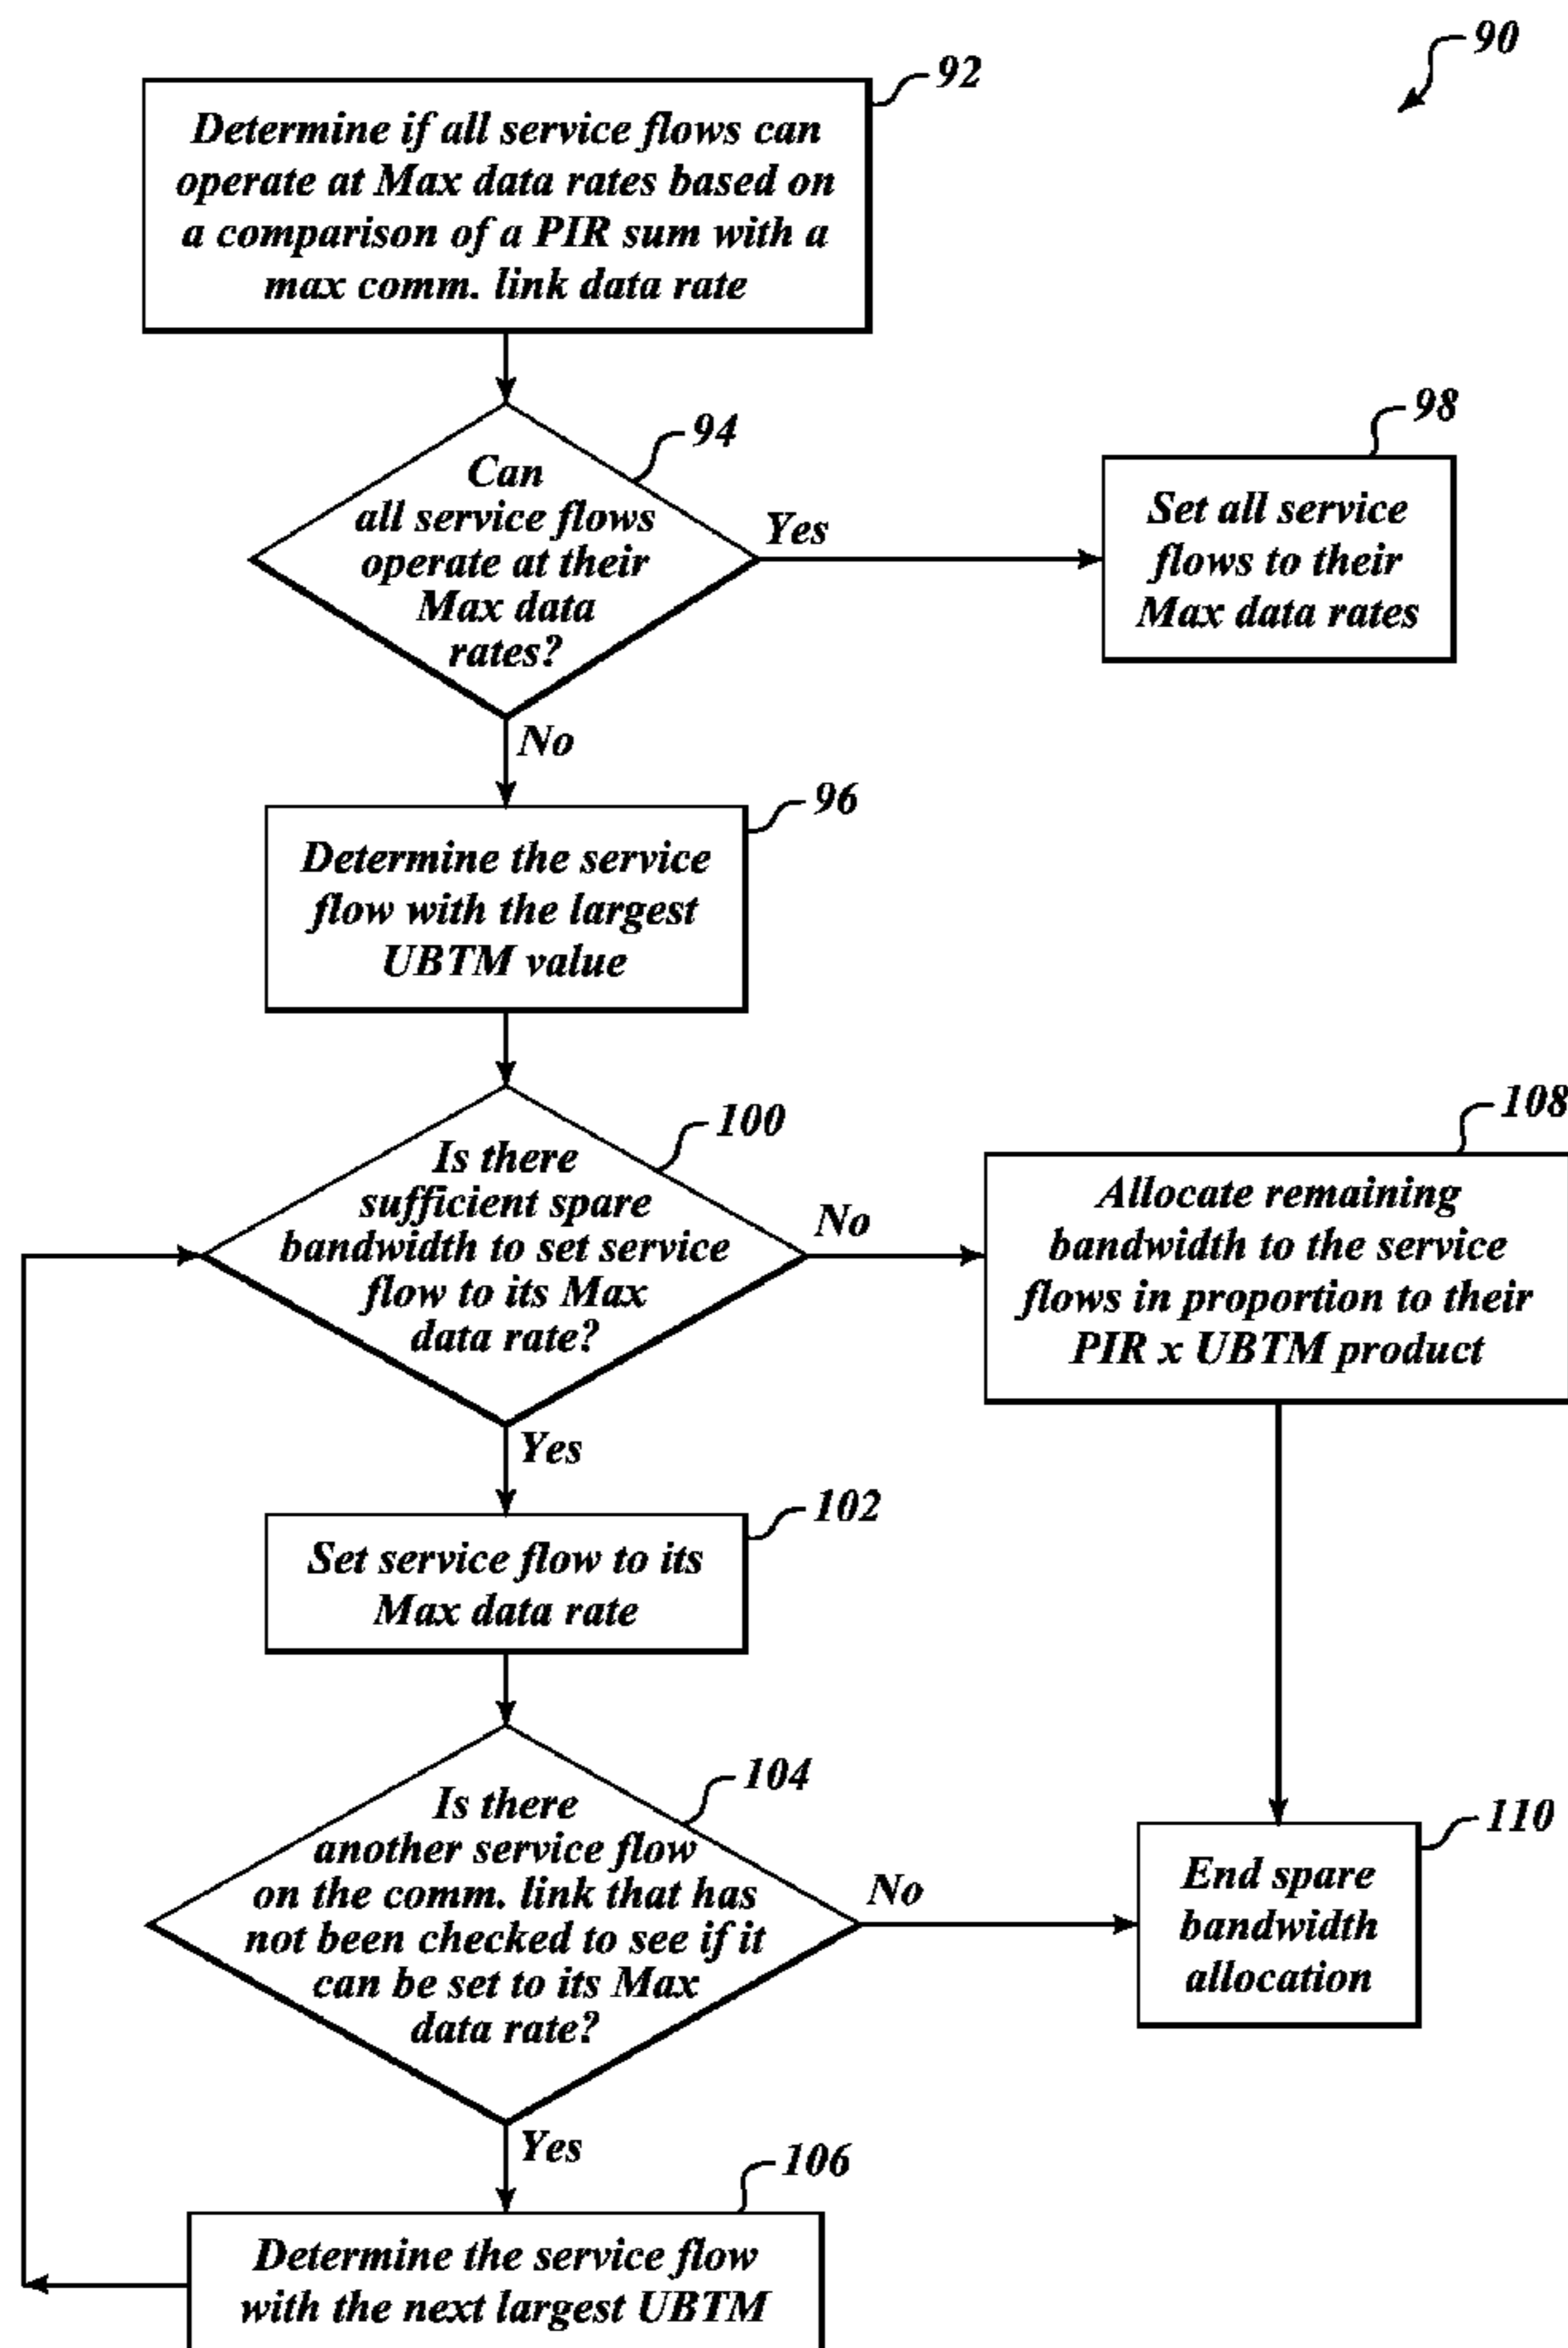 90
92
Determine if all service flows can
operate at Max data rates based on
a comparison of a PIR sum with a
max comm. link data rate
94
Can
all service flows
operate at their
Max data
rates?
Yes
98
Set all service
flows to their
Max data rates
No
96
Determine the service
flow with the largest
UBTM value
100
Is there
sufficient spare
bandwidth to set service
flow to its Max
data rate?
No
108
Allocate remaining
bandwidth to the service
flows in proportion to their
PIR x UBTM product
Yes
102
Set service flow to its
Max data rate
104
Is there
another service flow
on the comm. link that has
not been checked to see if it
can be set to its Max
data rate?
No
110
End spare
bandwidth
allocation
Yes
106
Determine the service flow
with the next largest UBTM